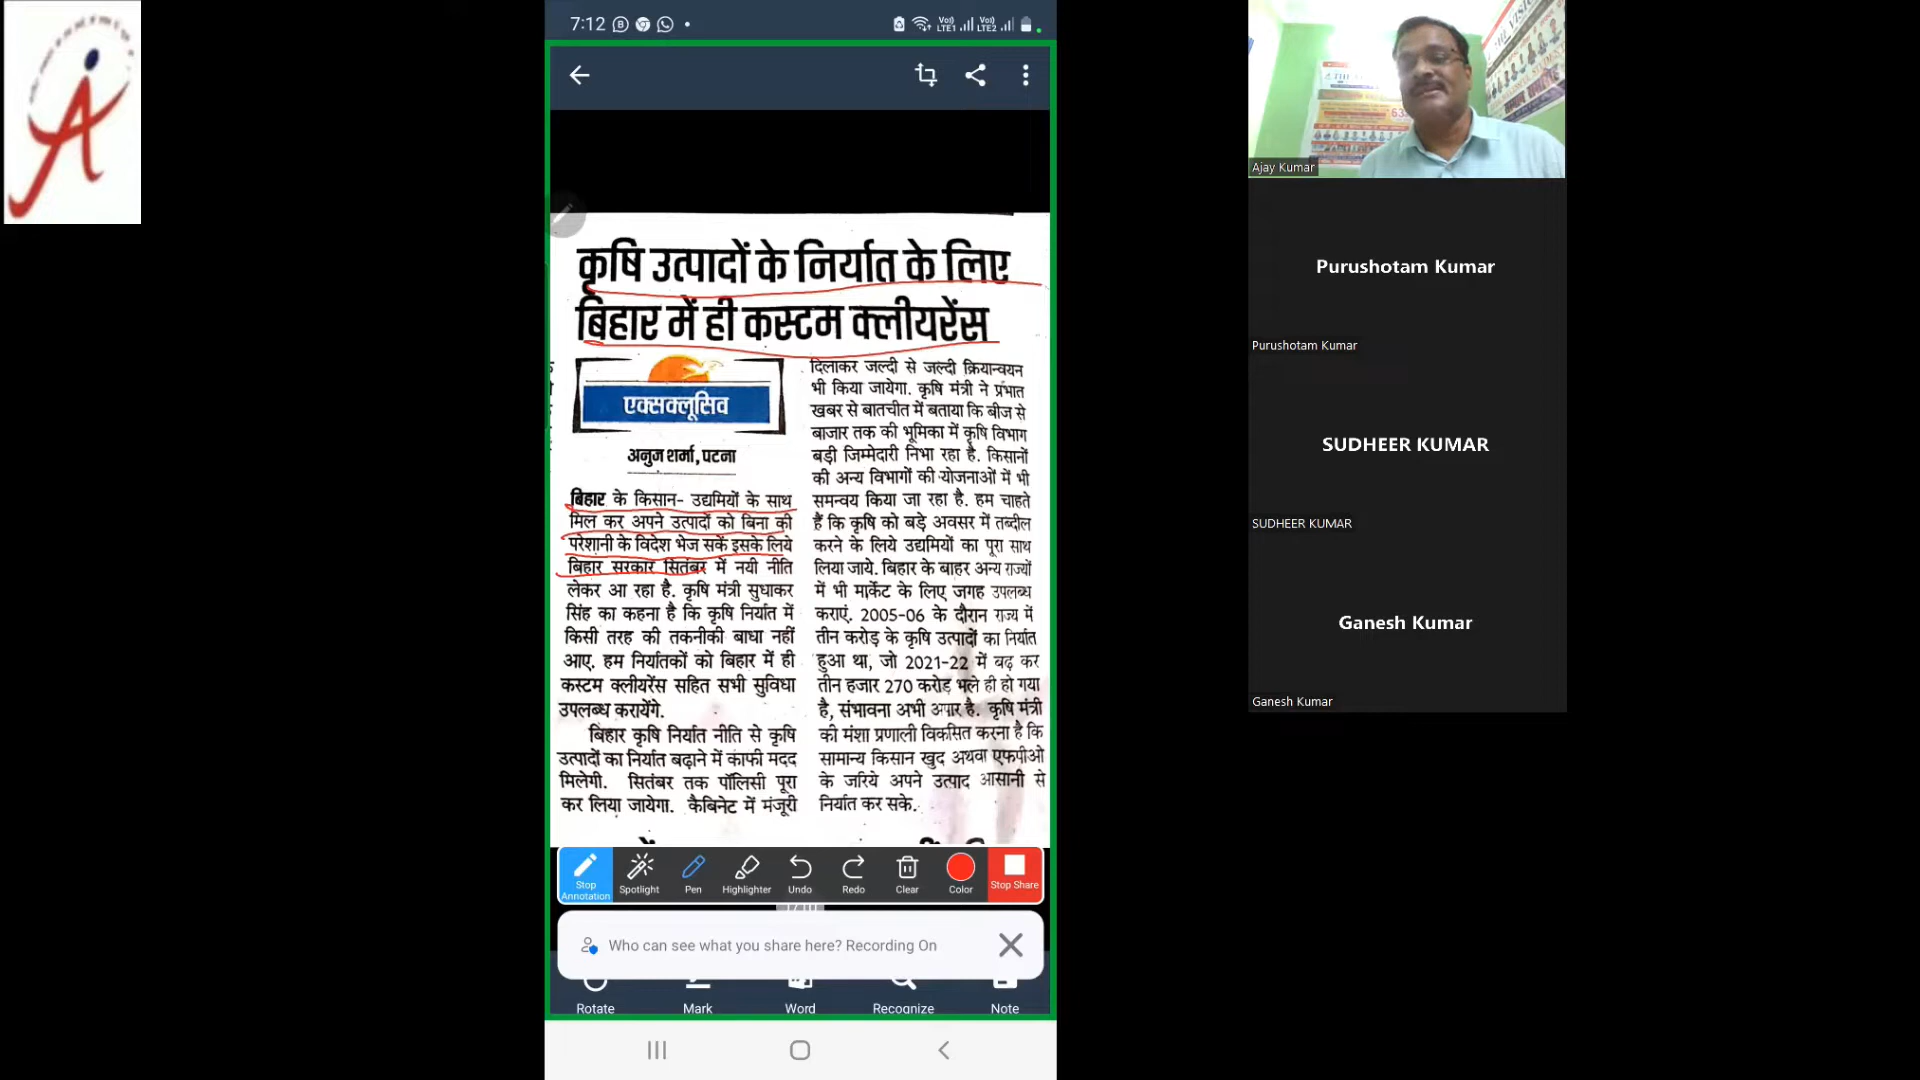 7:12
VoI) LTE1 VoI) LTE2
कृषि उत्पादों के निर्यात के लिए
बिहार में ही कस्टम क्लीयरेंस
एक्सक्लूसिव
अनुज शर्मा, पटना
बिहार के किसान- उद्यमियों के साथ
मिल कर अपने उत्पादों को बिना की
परेशानी के विदेश भेज सकें इसके लिये
बिहार सरकार सितंबर में नयी नीति
लेकर आ रहा है. कृषि मंत्री सुधाकर
सिंह का कहना है कि कृषि निर्यात में
किसी तरह की तकनीकी बाधा नहीं
आए. हम निर्यातकों को बिहार में ही
कस्टम क्लीयरेंस सहित सभी सुविधा
उपलब्ध करायेंगे.
बिहार कृषि निर्यात नीति से कृषि
उत्पादों का निर्यात बढ़ाने में काफी मदद
मिलेगी. सितंबर तक पॉलिसी पूरा
कर लिया जायेगा. कैबिनेट में मंजूरी
दिलाकर जल्दी से जल्दी क्रियान्वयन
भी किया जायेगा. कृषि मंत्री ने प्रभात
खबर से बातचीत में बताया कि बीज से
बाजार तक की भूमिका में कृषि विभाग
बड़ी जिम्मेदारी निभा रहा है. किसानों
की अन्य विभागों की योजनाओं में भी
समन्वय किया जा रहा है. हम चाहते
हैं कि कृषि को बड़े अवसर में तब्दील
करने के लिये उद्यमियों का पूरा साथ
लिया जाये. बिहार के बाहर अन्य राज्यों
में भी मार्केट के लिए जगह उपलब्ध
कराएं. 2005-06 के दौरान राज्य में
तीन करोड़ के कृषि उत्पादों का निर्यात
हुआ था, जो 2021-22 में बढ़ कर
तीन हजार 270 करोड़ भले ही हो गया
है, संभावना अभी अपार है. कृषि मंत्री
की मंशा प्रणाली विकसित करना है कि
सामान्य किसान खुद अथवा एफपीओ
के जरिये अपने उत्पाद आसानी से
निर्यात कर सके.
Stop Annotation
Spotlight
Pen
Highlighter
Undo
Redo
Clear
Color
Stop Share
Who can see what you share here? Recording On
Rotate
Mark
Word
Recognize
Note
Ajay Kumar
Purushotam Kumar
Purushotam Kumar
SUDHEER KUMAR
SUDHEER KUMAR
Ganesh Kumar
Ganesh Kumar